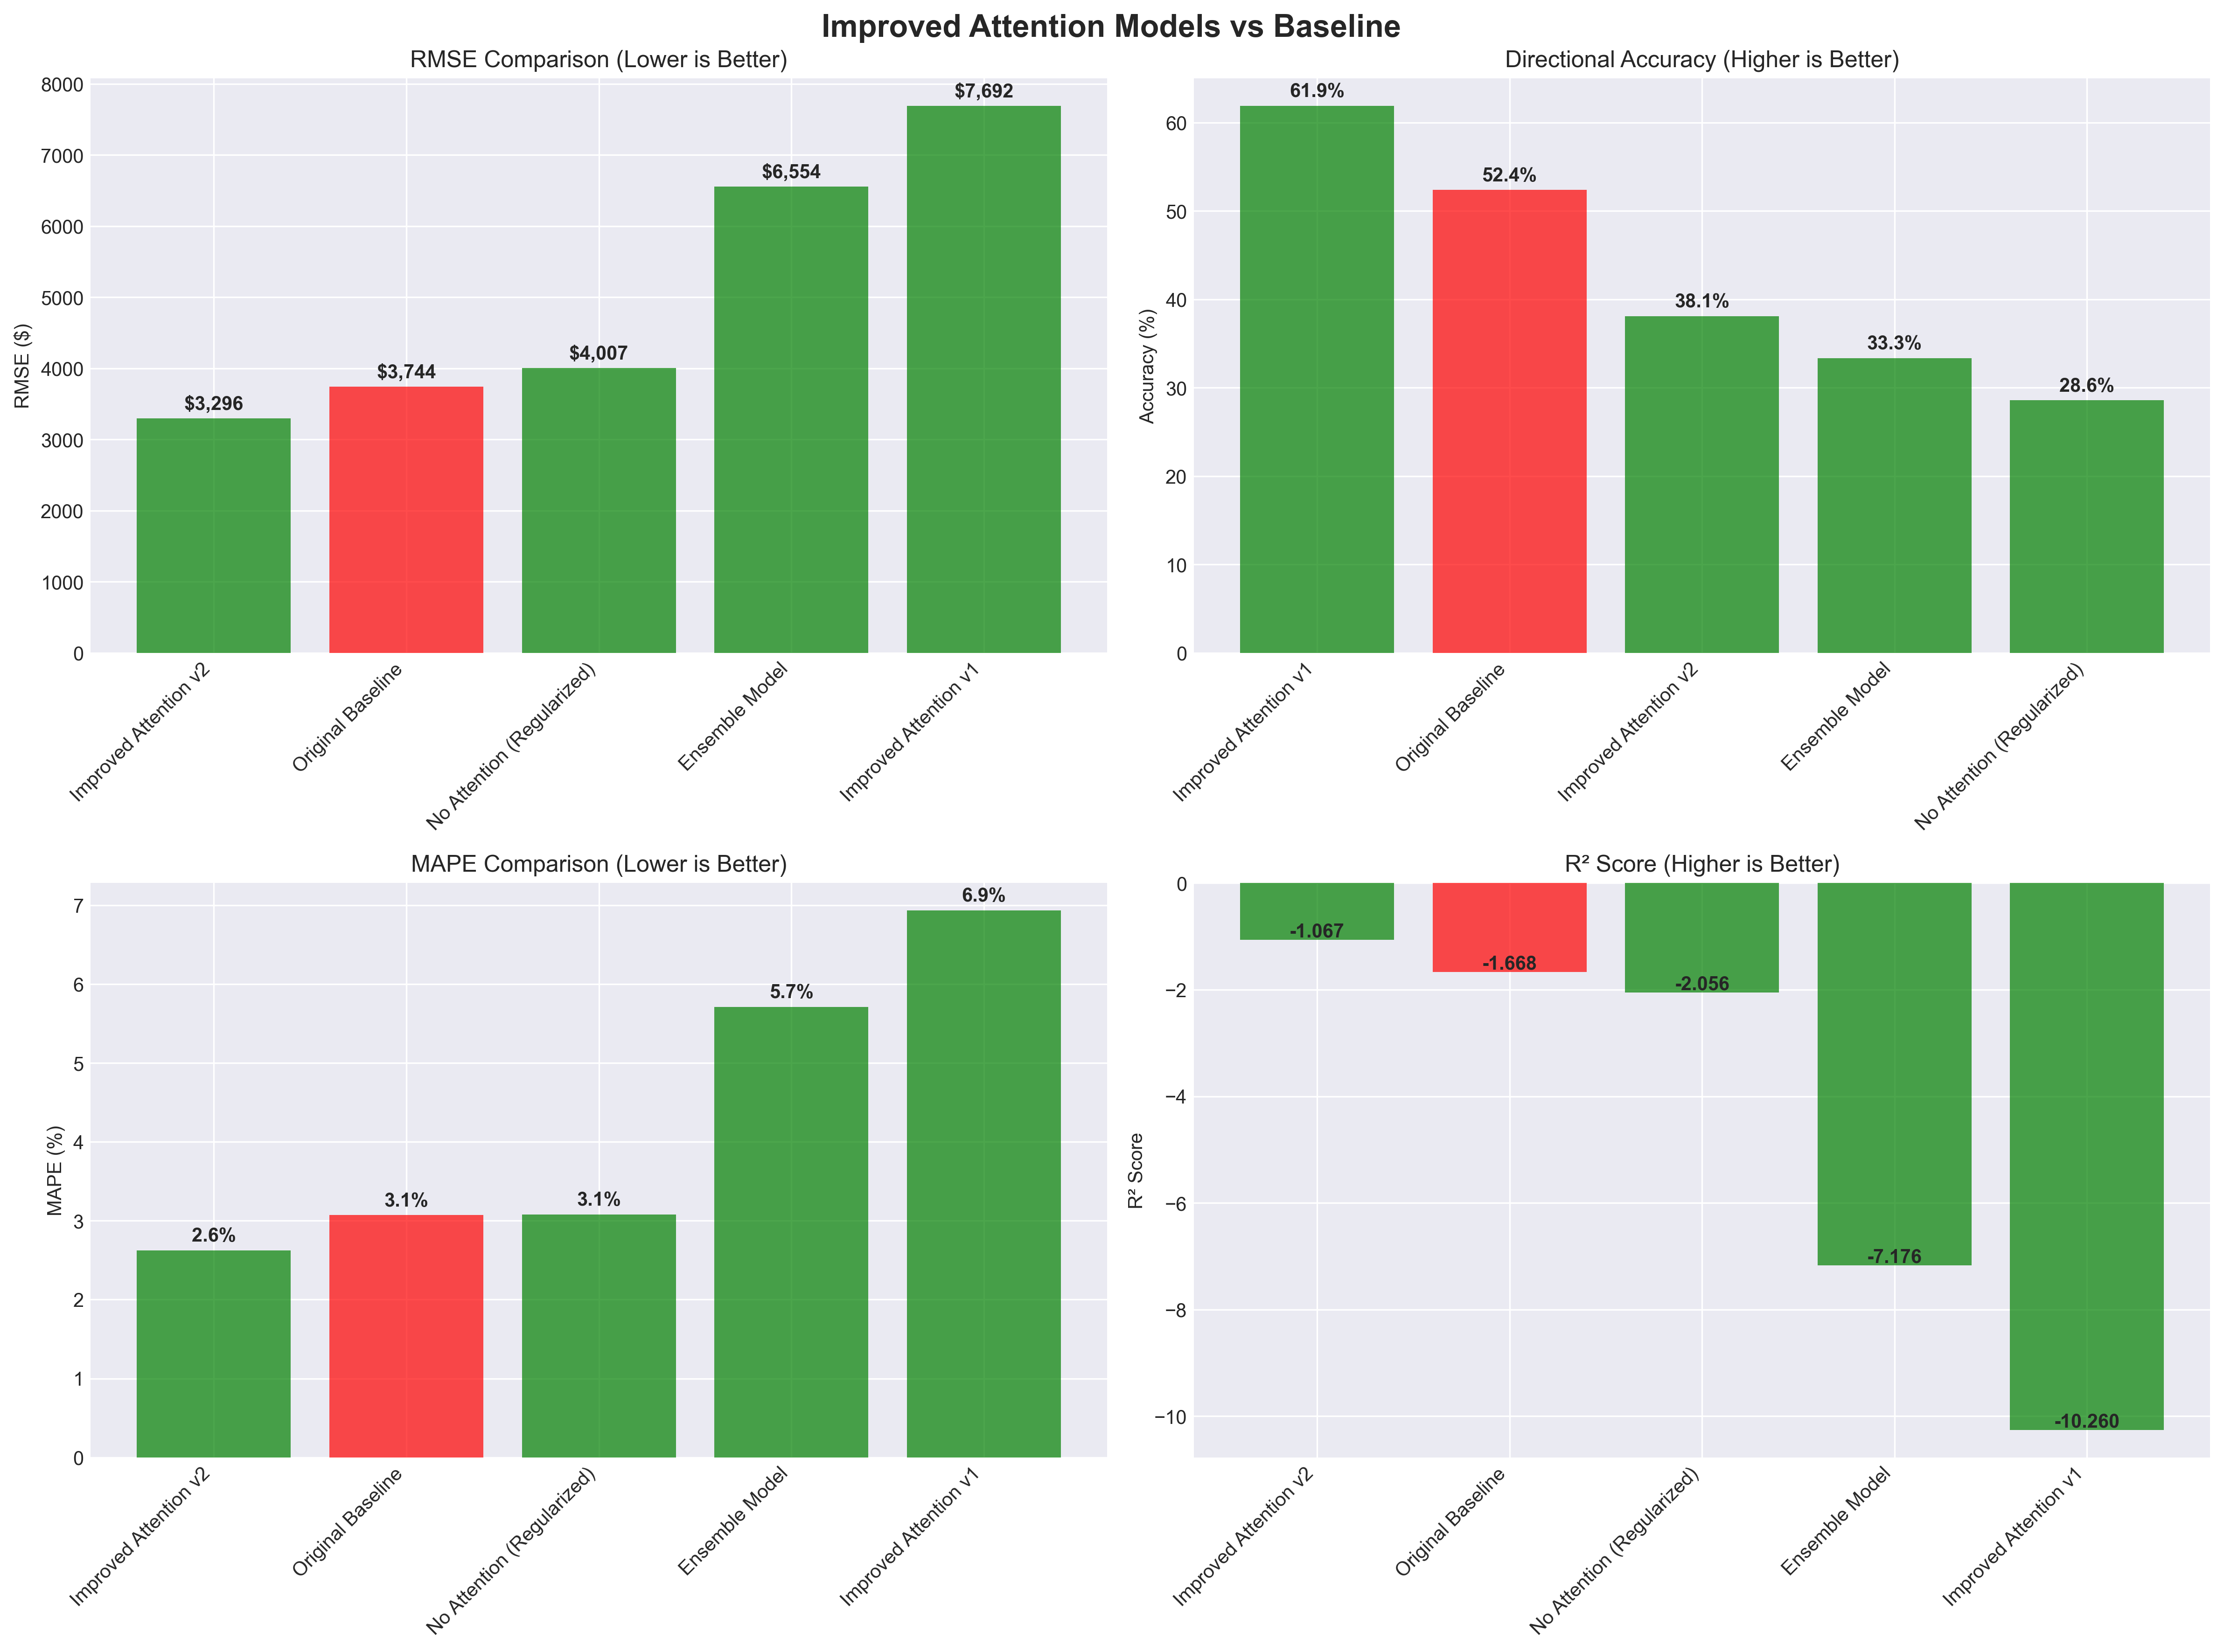 Improved Attention Models vs Baseline
RMSE Comparison (Lower is Better)
RMSE ($)
8000
7000
6000
5000
4000
3000
2000
1000
0
$3,296
$3,744
$4,007
$6,554
$7,692
Improved Attention v2
Original Baseline
No Attention (Regularized)
Ensemble Model
Improved Attention v1
Directional Accuracy (Higher is Better)
Accuracy (%)
60
50
40
30
20
10
0
61.9%
52.4%
38.1%
33.3%
28.6%
Improved Attention v1
Original Baseline
Improved Attention v2
Ensemble Model
No Attention (Regularized)
MAPE Comparison (Lower is Better)
MAPE (%)
7
6
5
4
3
2
1
0
2.6%
3.1%
3.1%
5.7%
6.9%
Improved Attention v2
Original Baseline
No Attention (Regularized)
Ensemble Model
Improved Attention v1
R² Score (Higher is Better)
R² Score
0
−2
−4
−6
−8
−10
-1.067
-1.668
-2.056
-7.176
-10.260
Improved Attention v2
Original Baseline
No Attention (Regularized)
Ensemble Model
Improved Attention v1